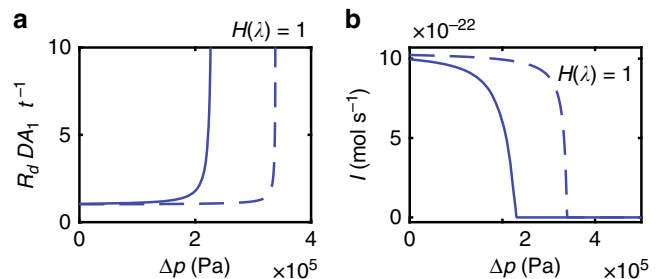 a
H(λ) = 1
10
5
1
R_d DA_1 t^{-1}
0
2
4
Δp (Pa)
×10^5
b
×10^{-22}
10
5
0
I (mol s^{-1})
H(λ) = 1
0
2
4
Δp (Pa)
×10^5